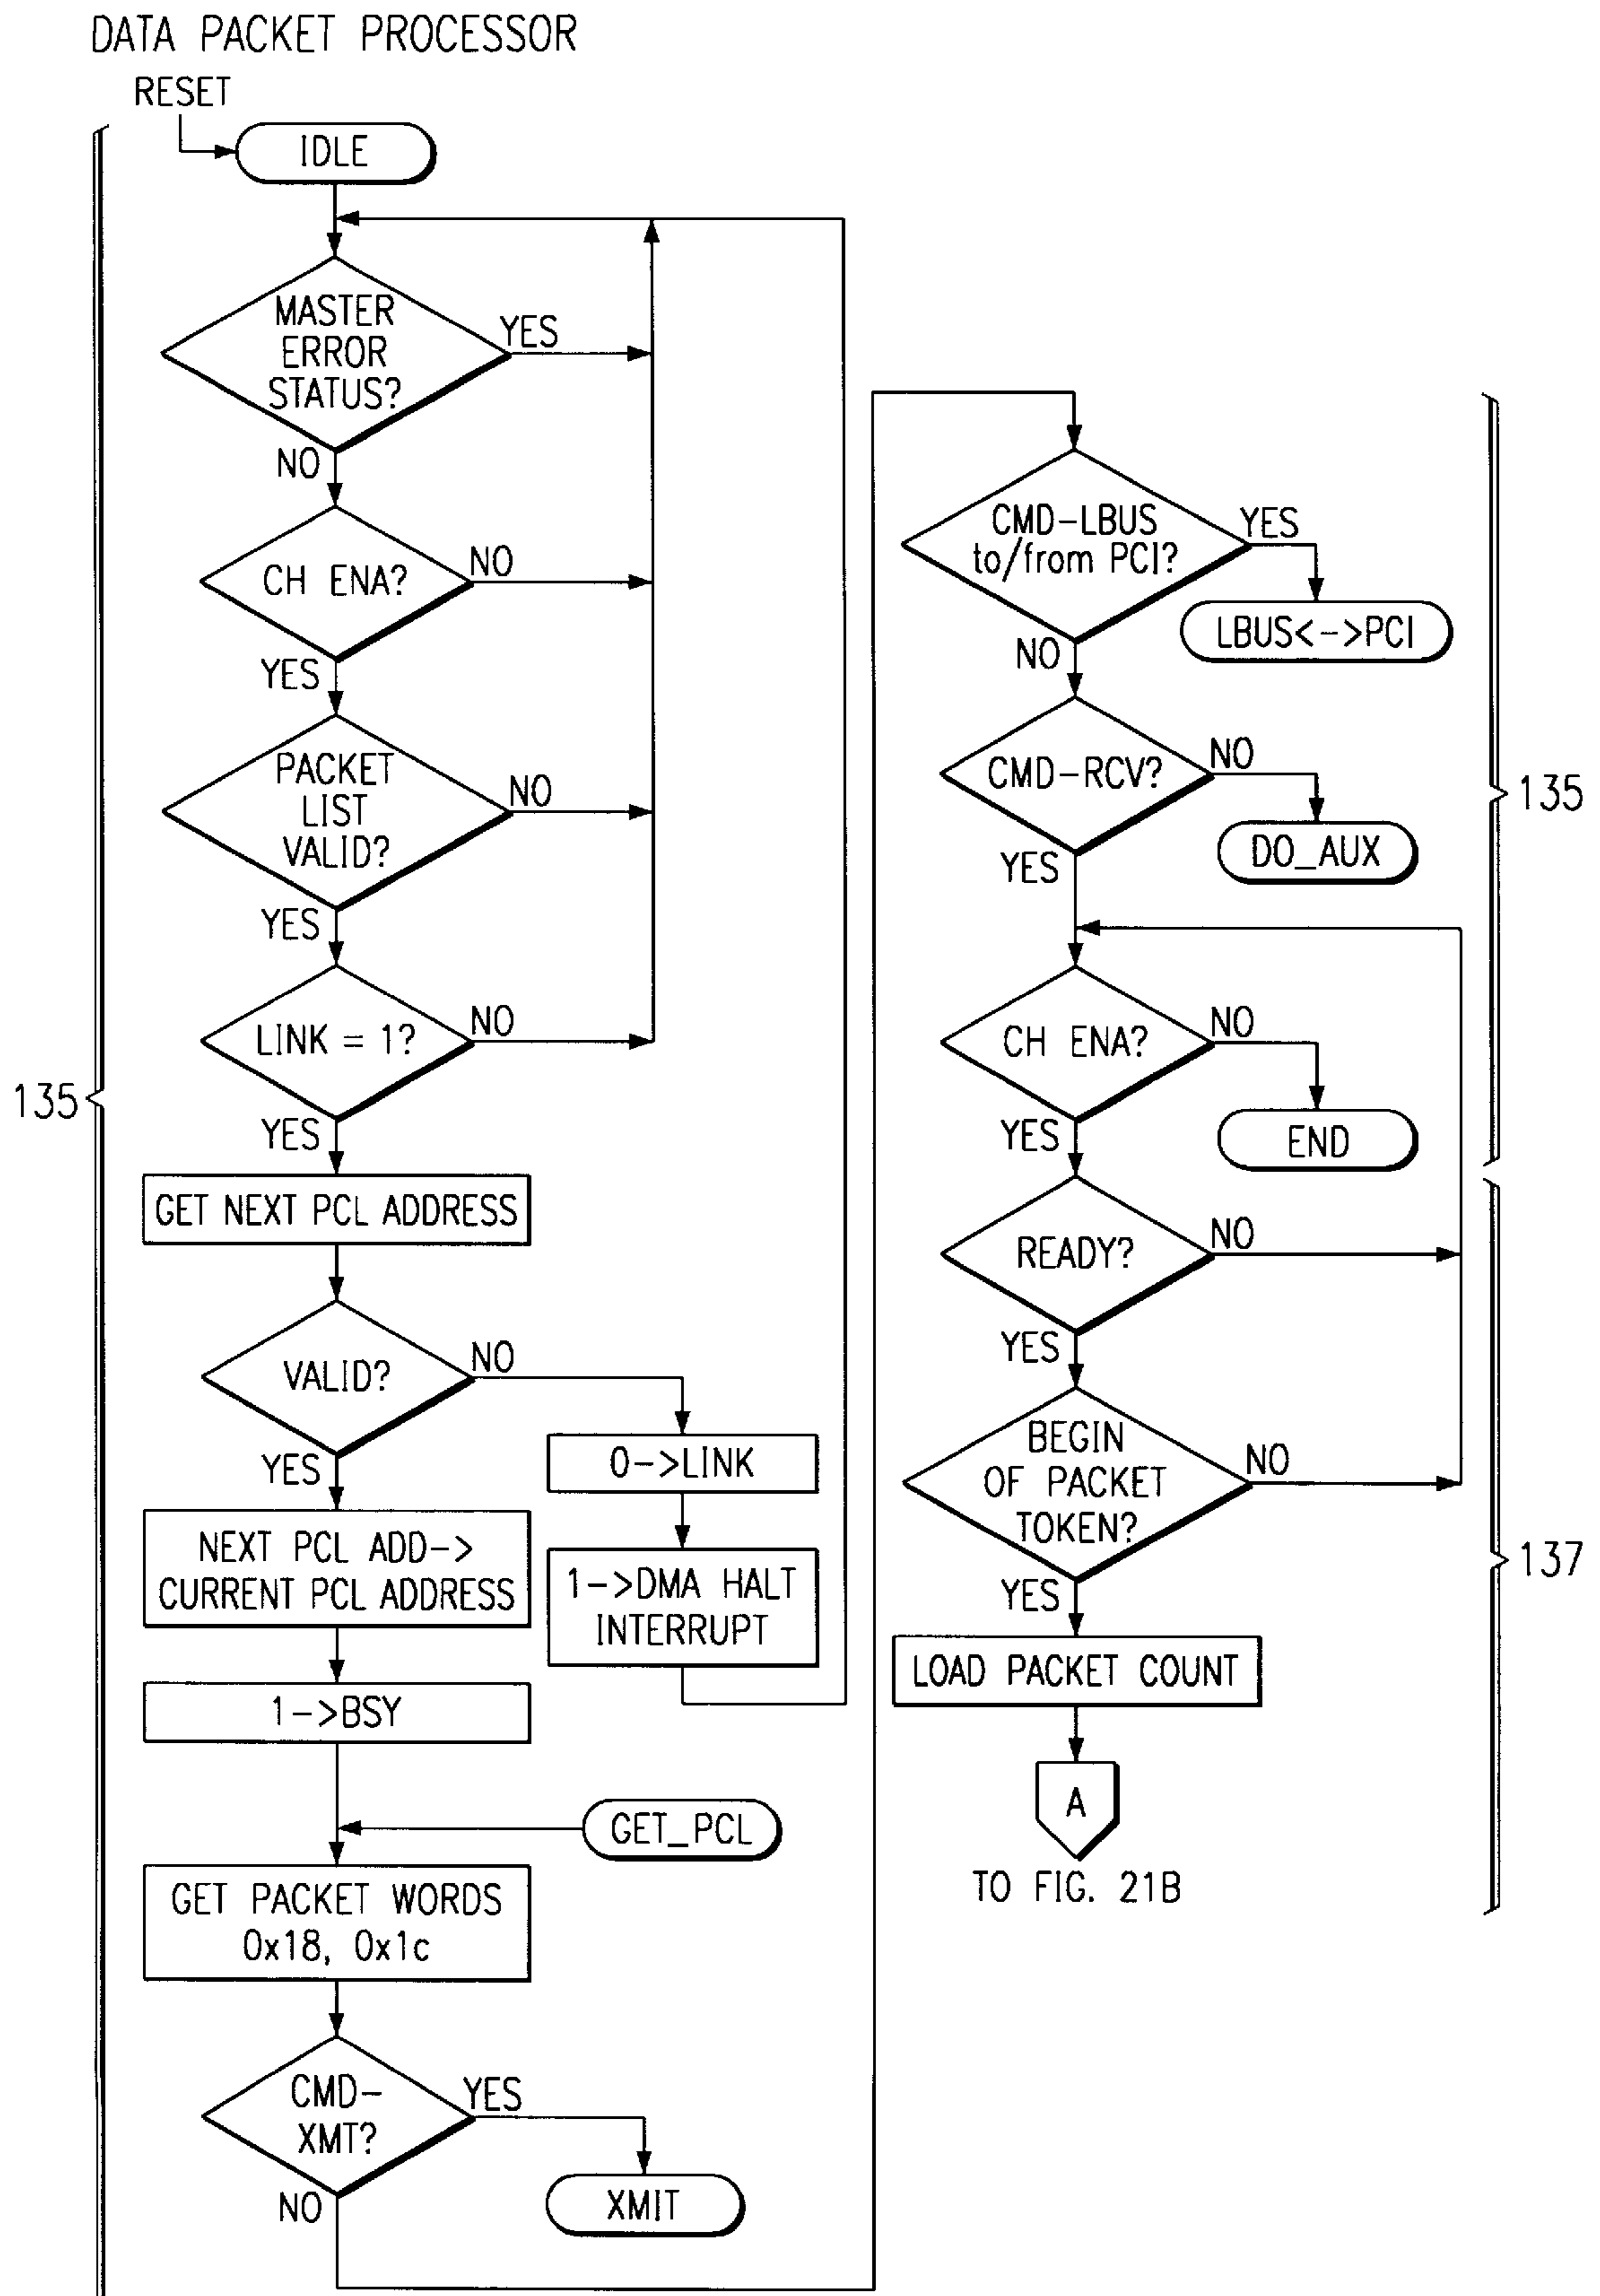 DATA PACKET PROCESSOR
RESET
IDLE
MASTER
ERROR
STATUS?
YES
NO
CH ENA?
NO
YES
PACKET
LIST
VALID?
NO
YES
LINK = 1?
NO
YES
135
GET NEXT PCL ADDRESS
VALID?
NO
YES
0->LINK
1->DMA HALT
INTERRUPT
NEXT PCL ADD->
CURRENT PCL ADDRESS
1->BSY
GET_PCL
GET PACKET WORDS
0x18, 0x1c
CMD-
XMT?
YES
NO
XMIT
CMD-LBUS
to/from PCI?
YES
LBUS<->PCI
NO
CMD-RCV?
NO
DO_AUX
YES
135
CH ENA?
NO
END
YES
READY?
NO
YES
BEGIN
OF PACKET
TOKEN?
NO
YES
137
LOAD PACKET COUNT
A
TO FIG. 21B